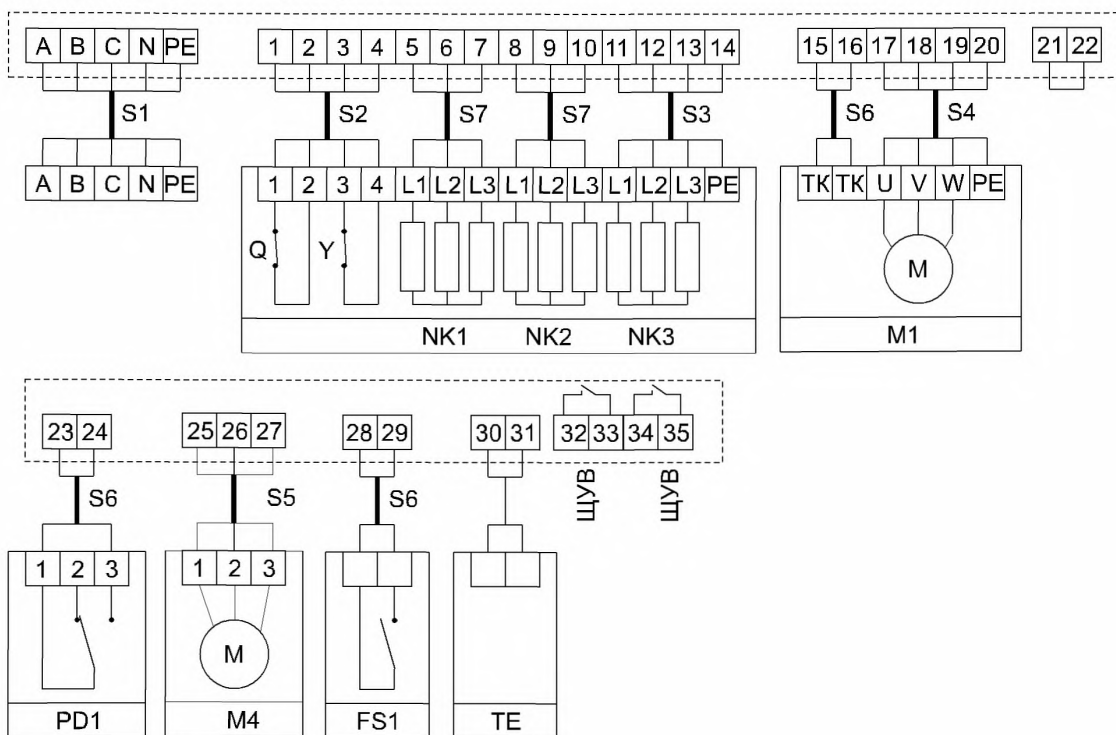 A B C N PE 1 2 3 4 5 6 7 8 9 10 11 12 13 14 15 16 17 18 19 20 21 22
S1 S2 S7 S7 S3 S6 S4
A B C N PE 1 2 3 4 L1 L2 L3 L1 L2 L3 L1 L2 L3 PE ТК ТК U V W PE
Q Y M
NK1 NK2 NK3 M1
23 24 25 26 27 28 29 30 31 32 33 34 35
S6 S5 S6 ЩУВ ЩУВ
1 2 3 1 2 3
M
PD1 M4 FS1 TE